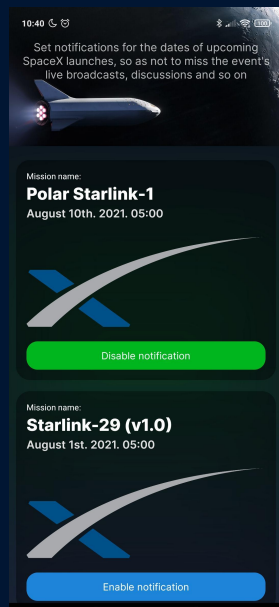 10:40
100
Set notifications for the dates of upcoming
SpaceX launches, so as not to miss the event's
live broadcasts, discussions and so on
Mission name:
Polar Starlink-1
August 10th. 2021. 05:00
Disable notification
Mission name:
Starlink-29 (v1.0)
August 1st. 2021. 05:00
Enable notification